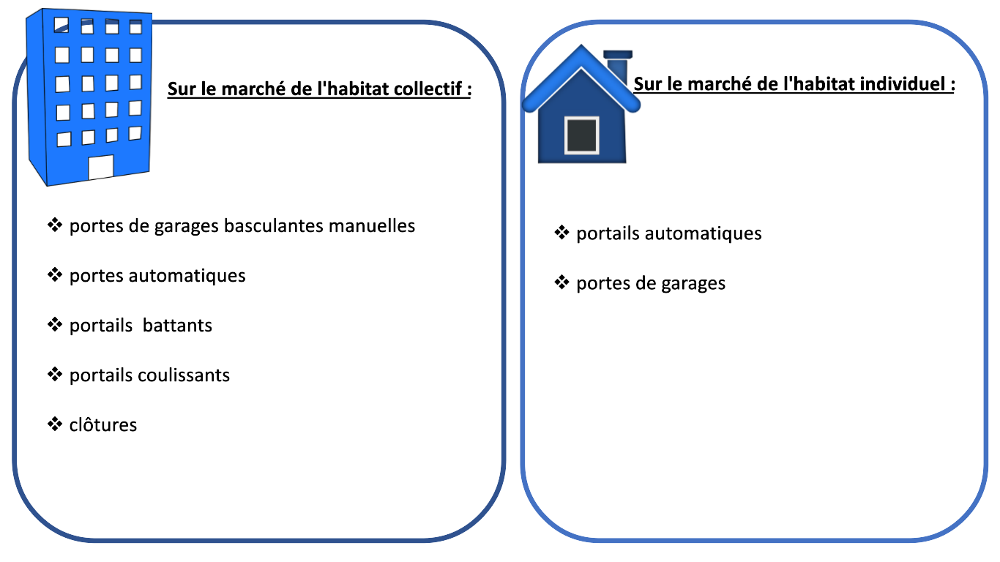 Sur le marché de l'habitat collectif :
❖ portes de garages basculantes manuelles
❖ portes automatiques
❖ portails  battants
❖ portails coulissants
❖ clôtures
Sur le marché de l'habitat individuel :
❖ portails automatiques
❖ portes de garages